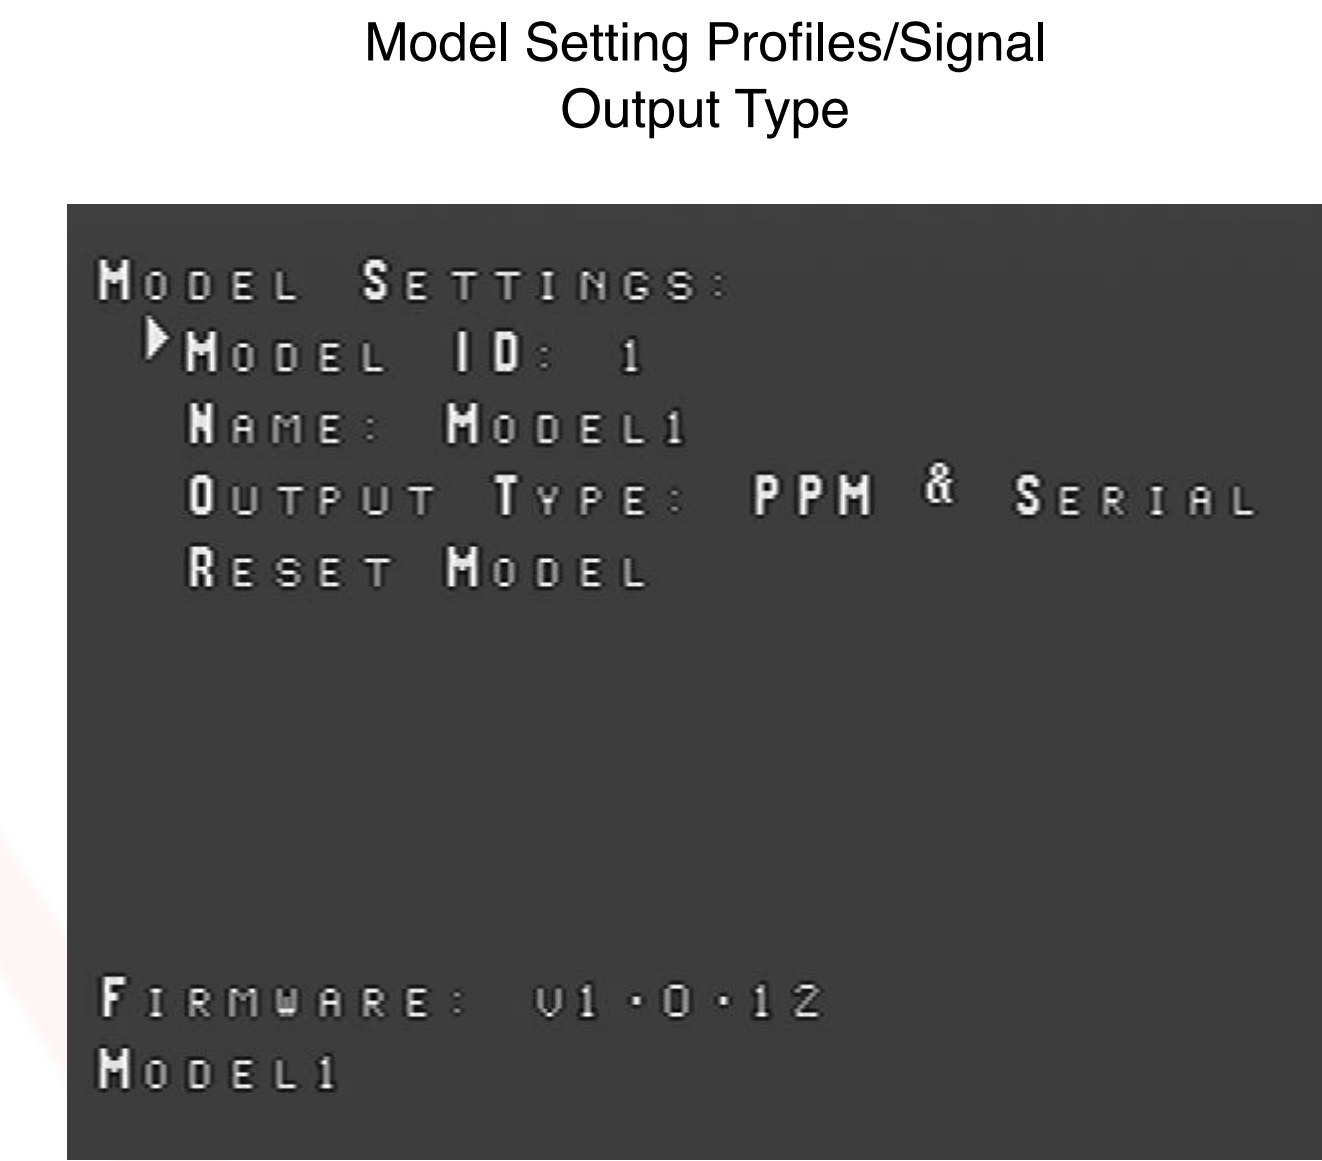 Model Setting Profiles/Signal
Output Type
Model Settings:
Model ID: 1
Name: Model1
Output Type: PPM & Serial
Reset Model
Firmware: v1.0.12
Model1